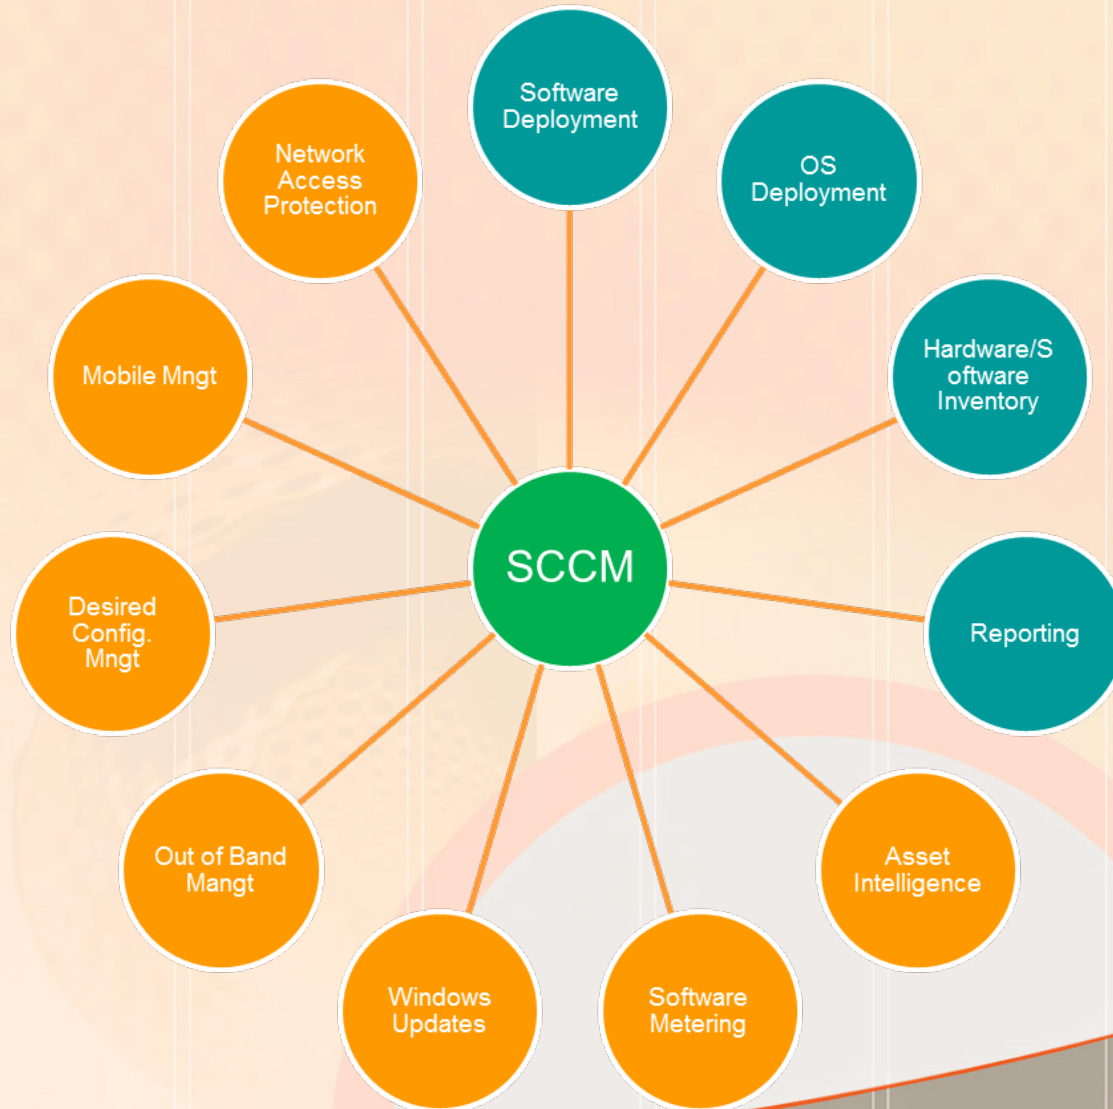 Software
Deployment
OS
Deployment
Hardware/S
oftware
Inventory
Reporting
Asset
Intelligence
Software
Metering
Windows
Updates
Out of Band
Mangt
Desired
Config.
Mngt
Mobile Mngt
Network
Access
Protection
SCCM